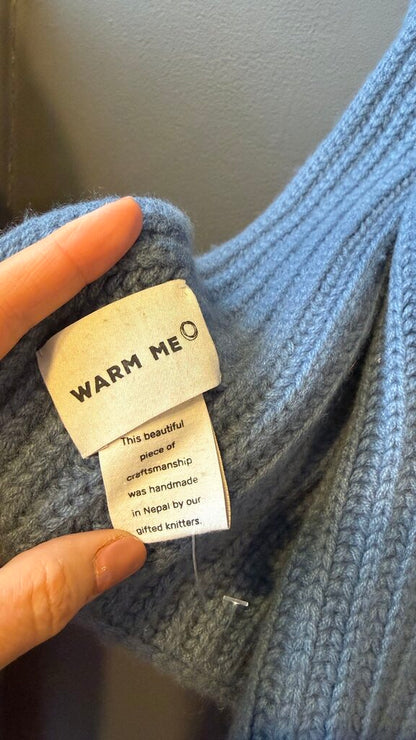 WARM ME
This beautiful
piece of
craftsmanship
was handmade
in Nepal by our
gifted knitters.